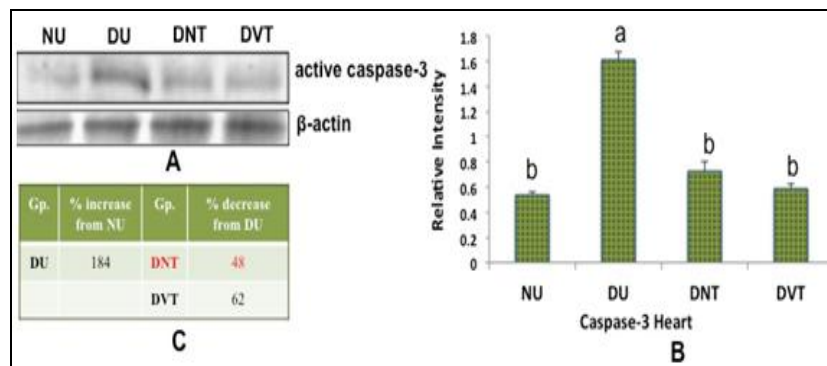 NU DU DNT DVT
active caspase-3
β-actin
A
Gp. % increase from NU Gp. % decrease from DU
DU 184 DNT 48
DVT 62
C
1.8
1.6
1.4
1.2
1
0.8
0.6
0.4
0.2
0
Relative Intensity
a
b
b
b
NU DU DNT DVT
Caspase-3 Heart
B